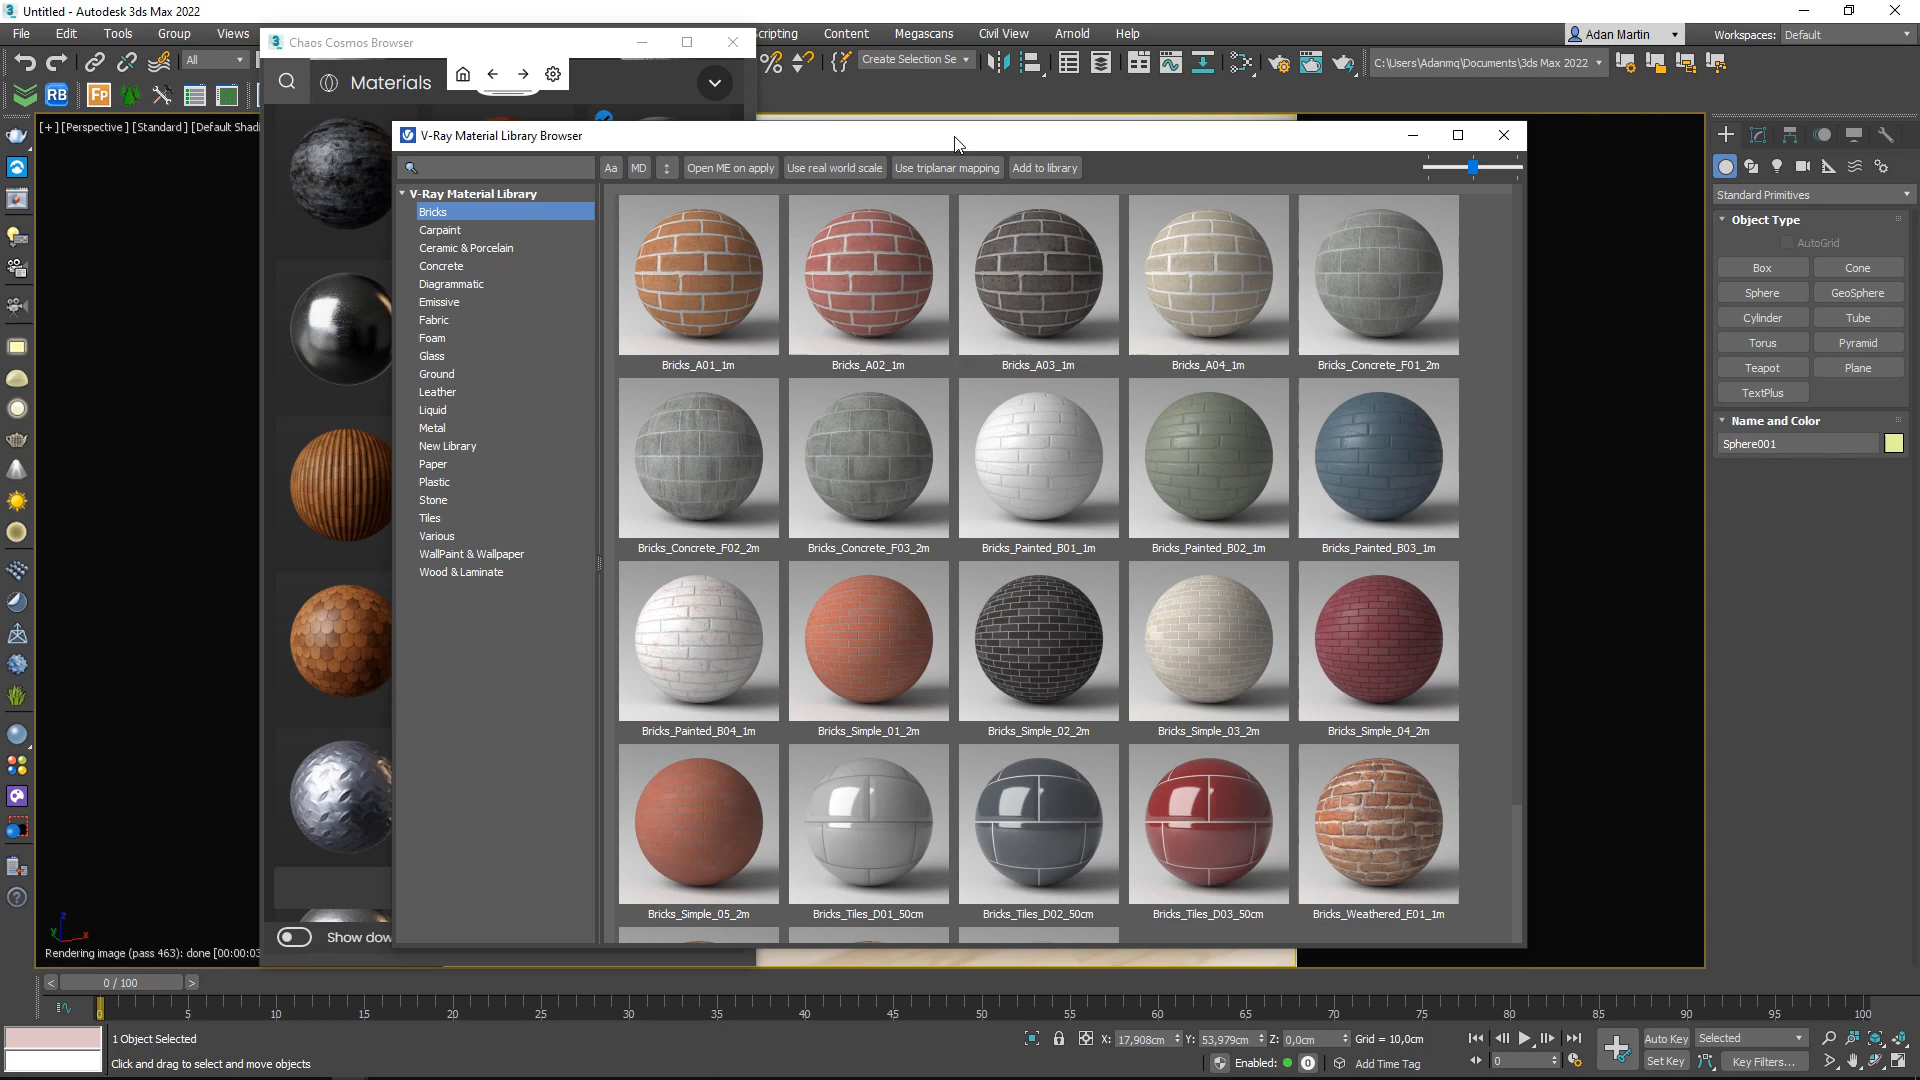 Untitled - Autodesk 3ds Max 2022
File
Edit
Tools
Group
Views
Scripting
Content
Megascans
Civil View
Arnold
Help
Adan Martin
Workspaces:
Default
Chaos Cosmos Browser
All
Create Selection Se
C:\Users\Adanmq\Documents\3ds Max 2022
Materials
RB
Fp
[+] [Perspective ] [Standard ] [Default Shadi
V-Ray Material Library Browser
Aa
MD
Open ME on apply
Use real world scale
Use triplanar mapping
Add to library
V-Ray Material Library
Bricks
Carpaint
Ceramic & Porcelain
Concrete
Diagrammatic
Emissive
Fabric
Foam
Glass
Ground
Leather
Liquid
Metal
New Library
Paper
Plastic
Stone
Tiles
Various
WallPaint & Wallpaper
Wood & Laminate
Bricks_A01_1m
Bricks_A02_1m
Bricks_A03_1m
Bricks_A04_1m
Bricks_Concrete_F01_2m
Bricks_Concrete_F02_2m
Bricks_Concrete_F03_2m
Bricks_Painted_B01_1m
Bricks_Painted_B02_1m
Bricks_Painted_B03_1m
Bricks_Painted_B04_1m
Bricks_Simple_01_2m
Bricks_Simple_02_2m
Bricks_Simple_03_2m
Bricks_Simple_04_2m
Bricks_Simple_05_2m
Bricks_Tiles_D01_50cm
Bricks_Tiles_D02_50cm
Bricks_Tiles_D03_50cm
Bricks_Weathered_E01_1m
Standard Primitives
Object Type
AutoGrid
Box
Cone
Sphere
GeoSphere
Cylinder
Tube
Torus
Pyramid
Teapot
Plane
TextPlus
Name and Color
Sphere001
Show dow
z
y
x
Rendering image (pass 463): done [00:00:03
<
0 / 100
>
0
5
10
15
20
25
30
35
40
45
50
55
60
65
70
75
80
85
90
95
100
1 Object Selected
Click and drag to select and move objects
X: 17,908cm
Y: 53,979cm
Z: 0,0cm
Grid = 10,0cm
Enabled:
0
Add Time Tag
0
Auto Key
Selected
Set Key
Key Filters...